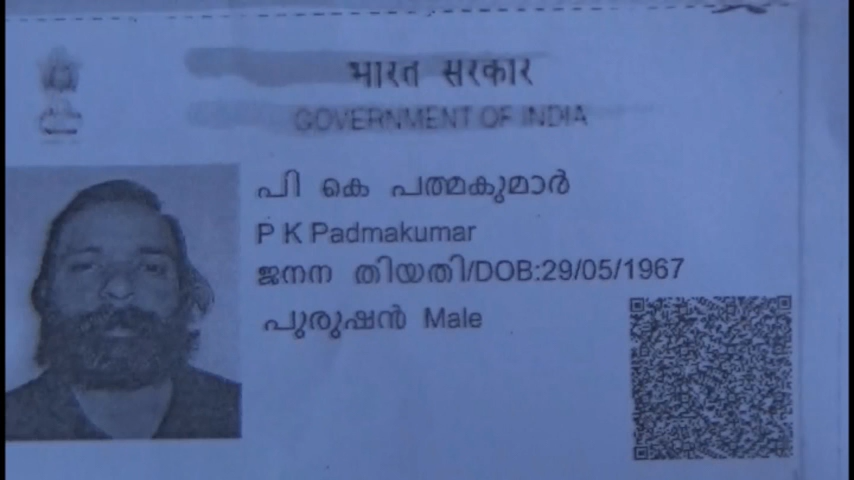 भारत सरकार
GOVERNMENT OF INDIA
പി കെ പത്മകുമാർ
P K Padmakumar
ജനന തിയതി/DOB:29/05/1967
പുരുഷൻ Male